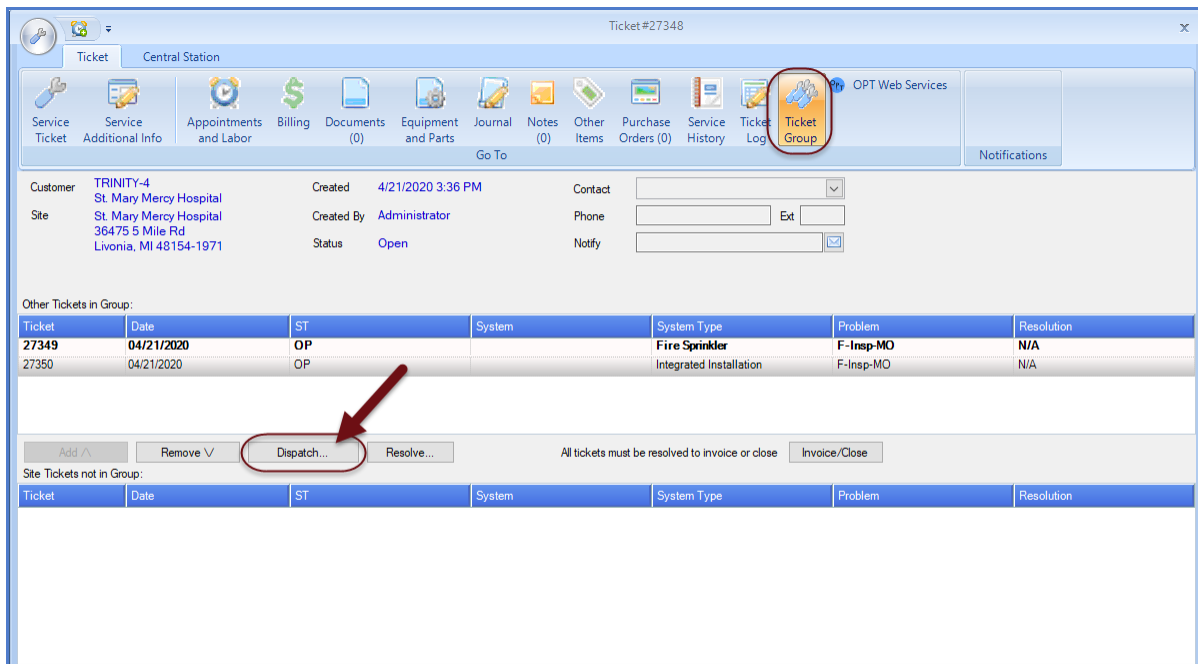 Ticket #27348
x
Ticket Central Station
Service Ticket
Service Additional Info
Appointments and Labor
Billing
Documents (0)
Equipment and Parts
Journal
Notes (0)
Other Items
Purchase Orders (0)
Service History
Ticket Log
Ticket Group
OPT Web Services
Go To
Notifications
Customer TRINITY-4 Created 4/21/2020 3:36 PM Contact
St. Mary Mercy Hospital
Site St. Mary Mercy Hospital Created By Administrator Phone Ext
36475 5 Mile Rd
Livonia, MI 48154-1971 Status Open Notify
Other Tickets in Group:
Ticket Date ST System System Type Problem Resolution
27349 04/21/2020 OP Fire Sprinkler F-Insp-MO N/A
27350 04/21/2020 OP Integrated Installation F-Insp-MO N/A
Add /\ Remove \/ Dispatch... Resolve... All tickets must be resolved to invoice or close Invoice/Close
Site Tickets not in Group:
Ticket Date ST System System Type Problem Resolution